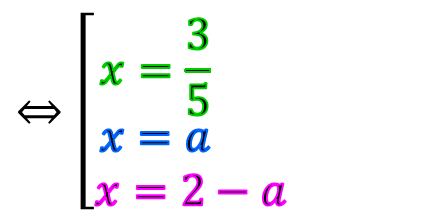 ⇔ [ x = 3/5
x = a
x = 2 − a